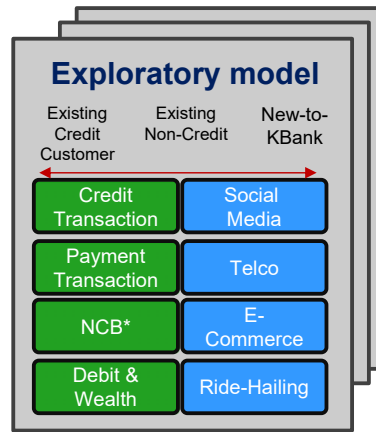 Exploratory model
Existing
Credit
Customer
Existing
Non-Credit
New-to-
KBank
Credit
Transaction
Social
Media
Payment
Transaction
Telco
NCB*
E-
Commerce
Debit &
Wealth
Ride-Hailing